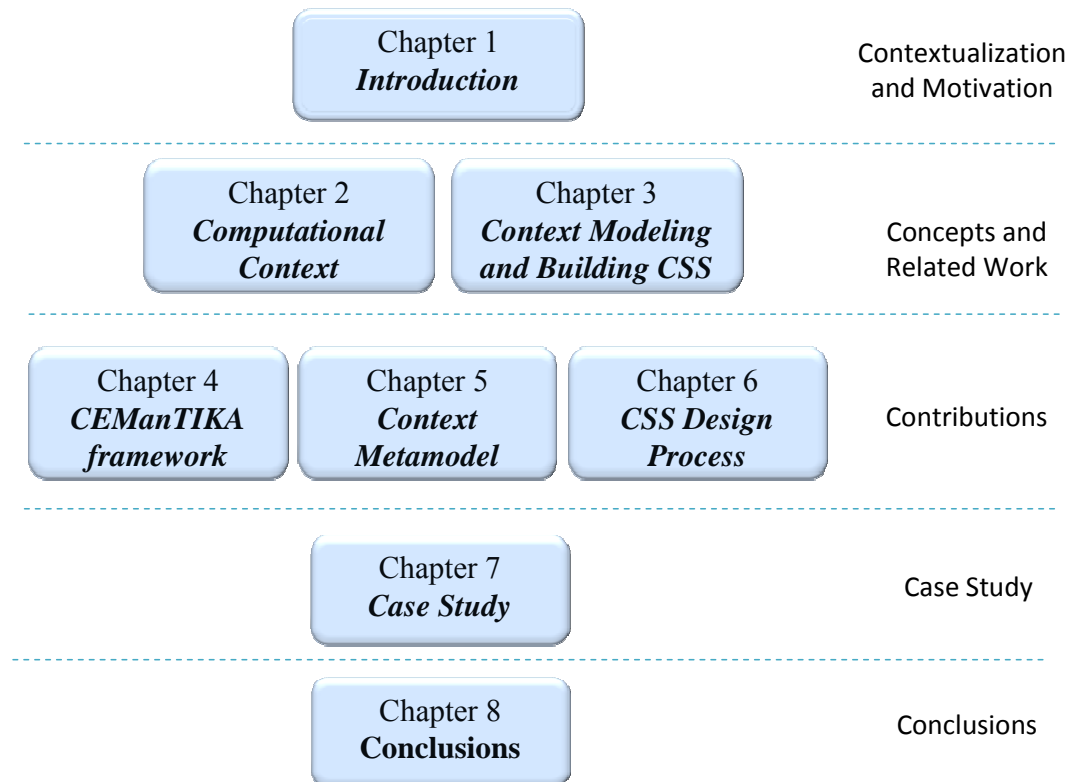 Chapter 1
Introduction
Contextualization
and Motivation
Chapter 2
Computational
Context
Chapter 3
Context Modeling
and Building CSS
Concepts and
Related Work
Chapter 4
CEManTIKA
framework
Chapter 5
Context
Metamodel
Chapter 6
CSS Design
Process
Contributions
Chapter 7
Case Study
Case Study
Chapter 8
Conclusions
Conclusions